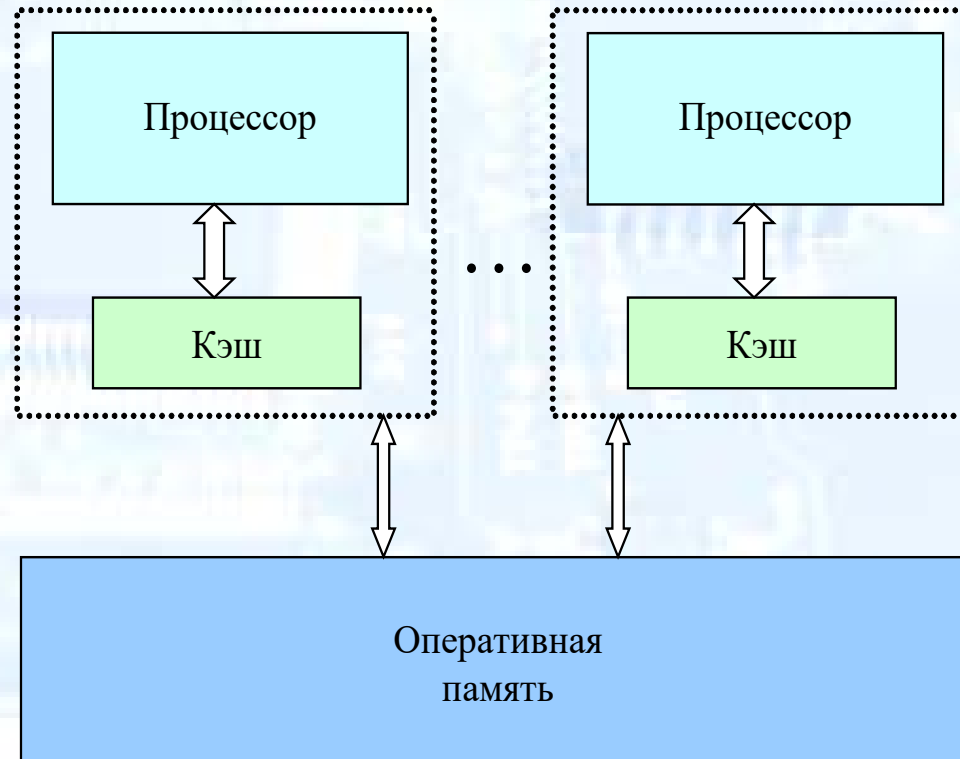 Процессор
Процессор
. . .
Кэш
Кэш
Оперативная
память